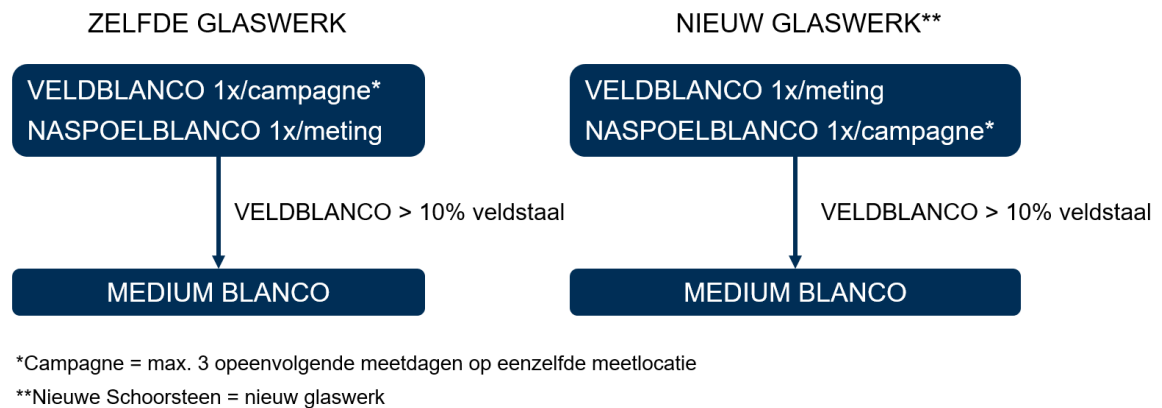 ZELFDE GLASWERK
VELDBLANCO 1x/campagne*
NASPOELBLANCO 1x/meting
VELDBLANCO > 10% veldstaal
MEDIUM BLANCO
NIEUW GLASWERK**
VELDBLANCO 1x/meting
NASPOELBLANCO 1x/campagne*
VELDBLANCO > 10% veldstaal
MEDIUM BLANCO
*Campagne = max. 3 opeenvolgende meetdagen op eenzelfde meetlocatie
**Nieuwe Schoorsteen = nieuw glaswerk